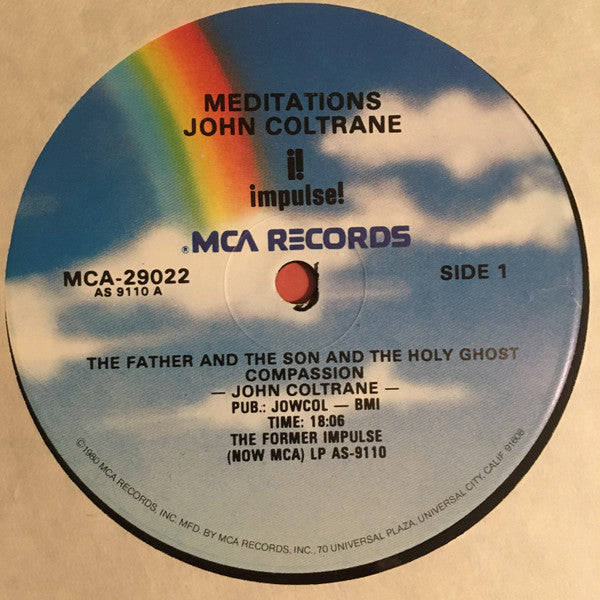 MEDITATIONS
JOHN COLTRANE
i!
impulse!
® MCA RECORDS
MCA-29022
AS 9110 A
SIDE 1
THE FATHER AND THE SON AND THE HOLY GHOST
COMPASSION
— JOHN COLTRANE —
PUB.: JOWCOL — BMI
TIME: 18:06
THE FORMER IMPULSE
(NOW MCA) LP AS-9110
©1980 MCA RECORDS, INC. MFD. BY MCA RECORDS, INC., 70 UNIVERSAL PLAZA, UNIVERSAL CITY, CALIF. 91608